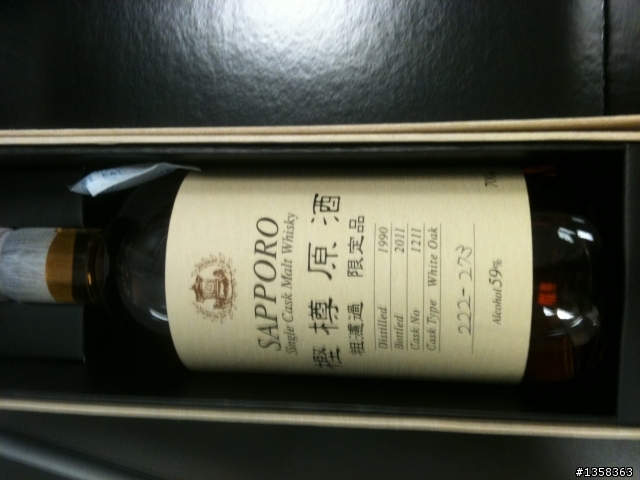 SAPPORO
Single Cask Malt Whisky
樫樽原酒
粗濾過 限定品
Distilled 1990
Bottled 2011
Cask No 1211
Cask Type White Oak
222-273
Alcohol 59%
#1358363